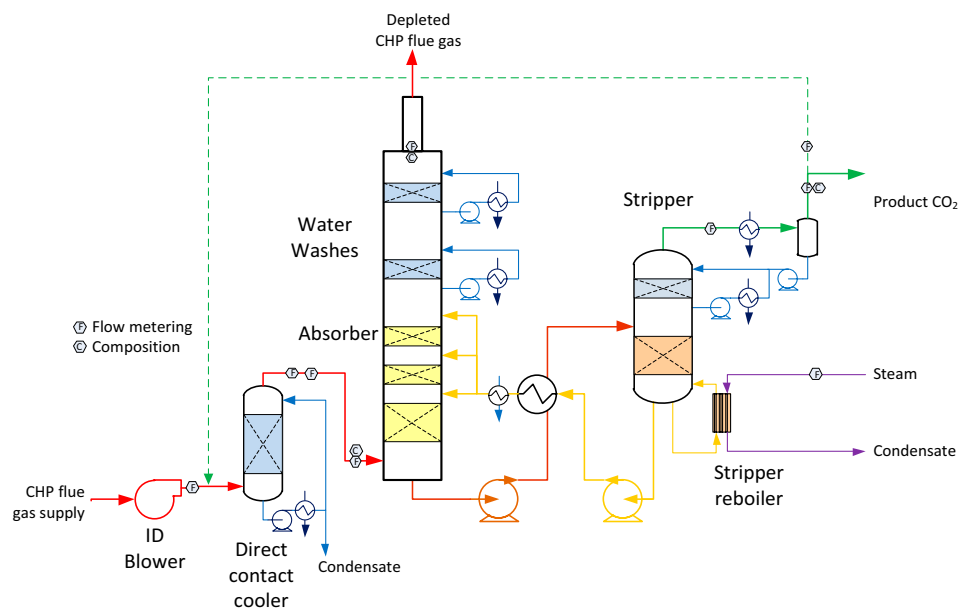 Depleted
CHP flue gas
F
C
F
F C
Product CO₂
Stripper
F
Water
Washes
F Flow metering
C Composition
Absorber
F F
C
F
F
Steam
Condensate
Stripper
reboiler
CHP flue
gas supply
F
ID
Blower
Direct
contact
cooler
Condensate